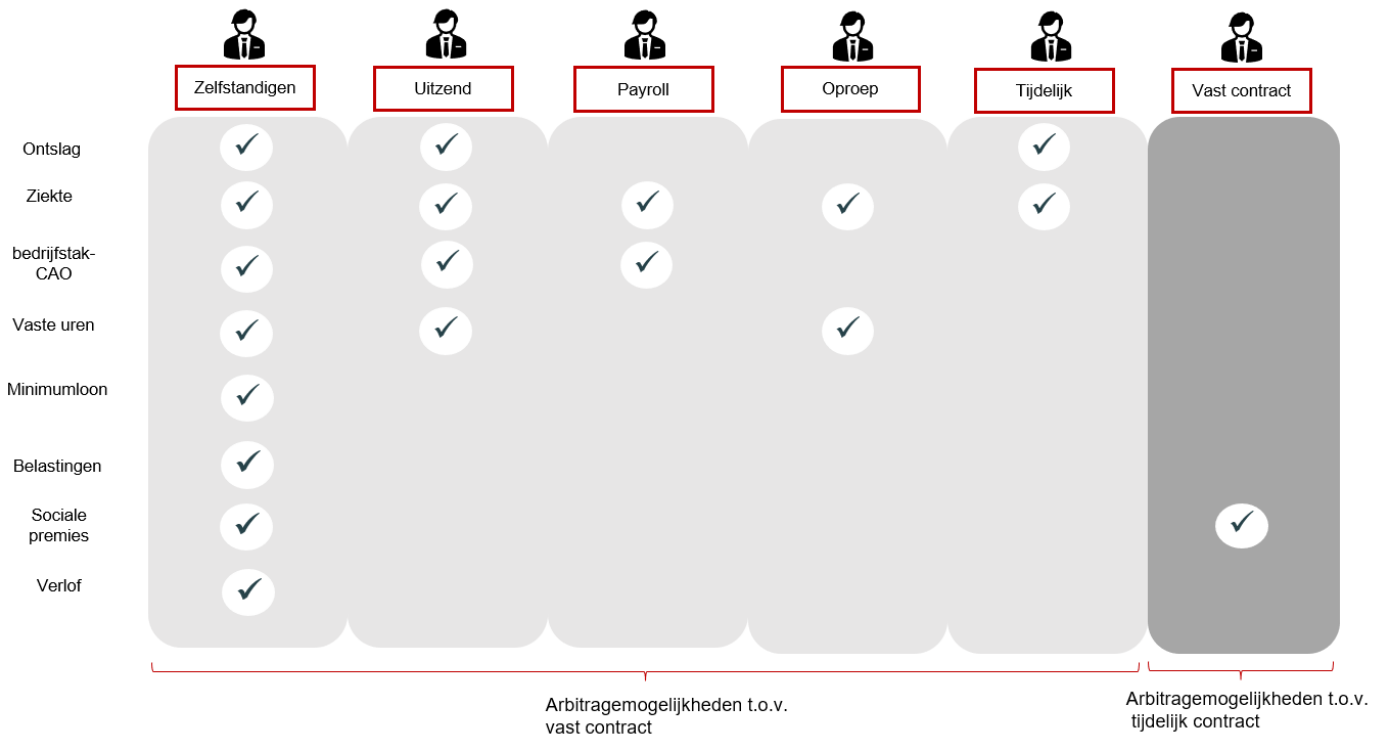 Zelfstandigen
Uitzend
Payroll
Oproep
Tijdelijk
Vast contract
Ontslag
Ziekte
bedrijfstak-
CAO
Vaste uren
Minimumloon
Belastingen
Sociale
premies
Verlof
Arbitragemogelijkheden t.o.v.
vast contract
Arbitragemogelijkheden t.o.v.
tijdelijk contract